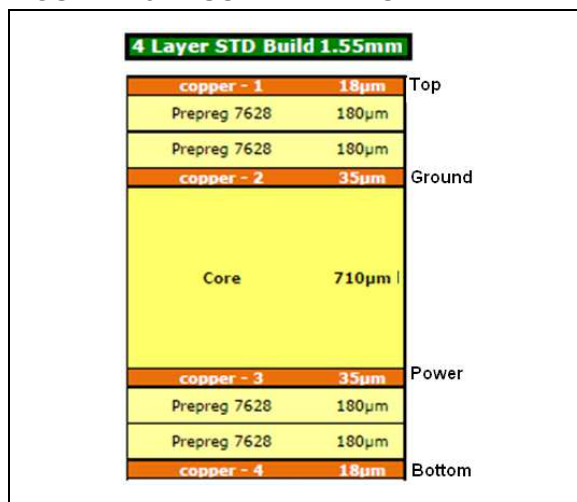 4 Layer STD Build 1.55mm
copper - 1 18µm Top
Prepreg 7628 180µm
Prepreg 7628 180µm
copper - 2 35µm Ground
Core 710µm
copper - 3 35µm Power
Prepreg 7628 180µm
Prepreg 7628 180µm
copper - 4 18µm Bottom